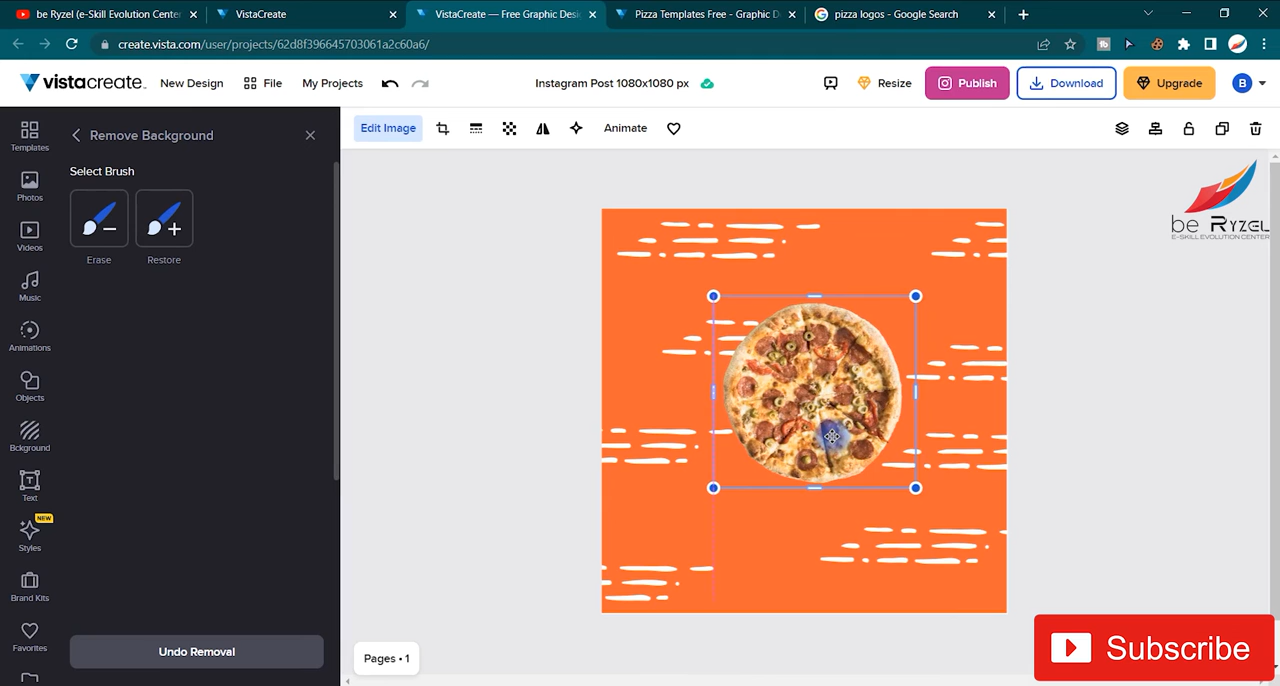 be Ryzel (e-Skill Evolution Center
VistaCreate
VistaCreate — Free Graphic Desi
Pizza Templates Free - Graphic D
pizza logos - Google Search
create.vista.com/user/projects/62d8f396645703061a2c60a6/
vistacreate
New Design
File
My Projects
Instagram Post 1080x1080 px
Resize
Publish
Download
Upgrade
B
Templates
Photos
Videos
Music
Animations
Objects
Bckground
Text
NEW
Styles
Brand Kits
Favorites
Remove Background
Select Brush
Erase
Restore
Undo Removal
Edit Image
Animate
be RYZEL
E-SKILL EVOLUTION CENTER
Pages • 1
Subscribe